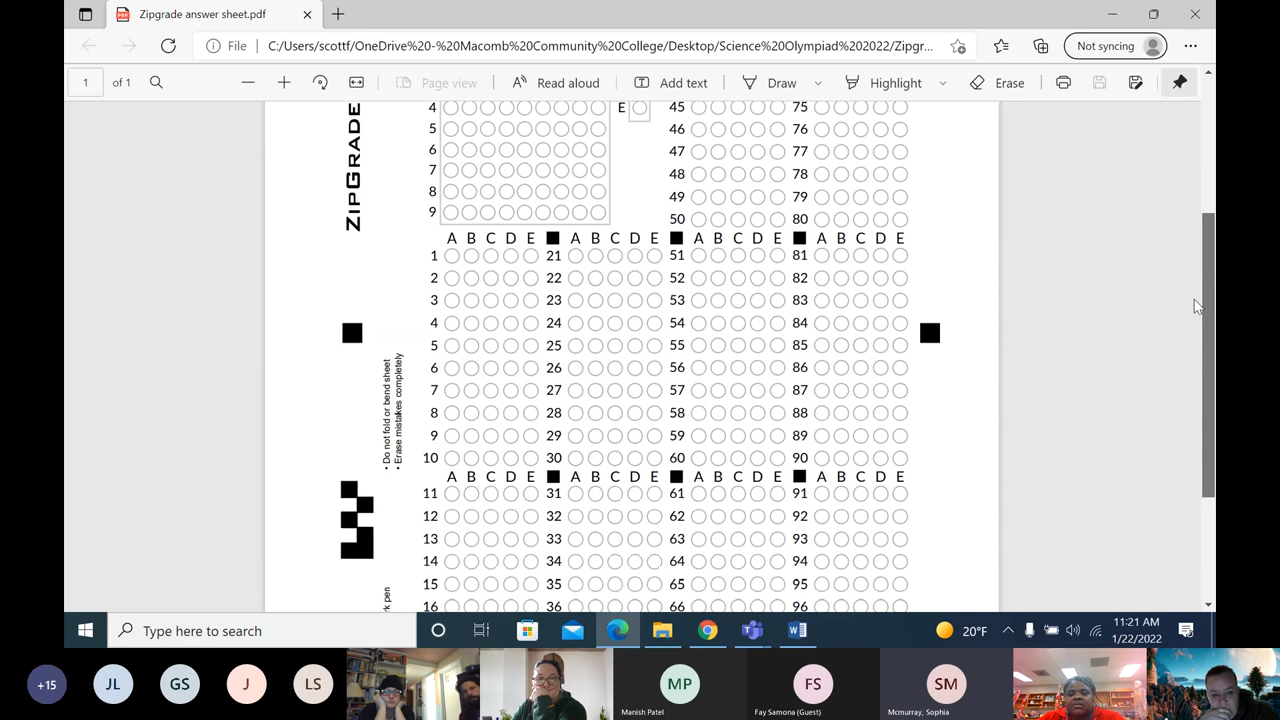 Zipgrade answer sheet.pdf
File C:/Users/scottf/OneDrive%20-%20Macomb%20Community%20College/Desktop/Science%20Olympiad%202022/Zipgr... Not syncing
1 of 1 Page view Read aloud Add text Draw Highlight Erase
ZIPGRADE
4 E 45 75
5 46 76
6 47 77
7 48 78
8 49 79
9 50 80
A B C D E A B C D E A B C D E A B C D E
1 21 51 81
2 22 52 82
3 23 53 83
4 24 54 84
5 25 55 85
6 26 56 86
7 27 57 87
8 28 58 88
9 29 59 89
10 30 60 90
A B C D E A B C D E A B C D E A B C D E
11 31 61 91
12 32 62 92
13 33 63 93
14 34 64 94
15 35 65 95
16 36 66 96
• Do not fold or bend sheet
• Erase mistakes completely
rk pen
Type here to search 20°F 11:21 AM
1/22/2022
+15 JL GS J LS MP FS SM
Manish Patel Fay Samona (Guest) Mcmurray, Sophia